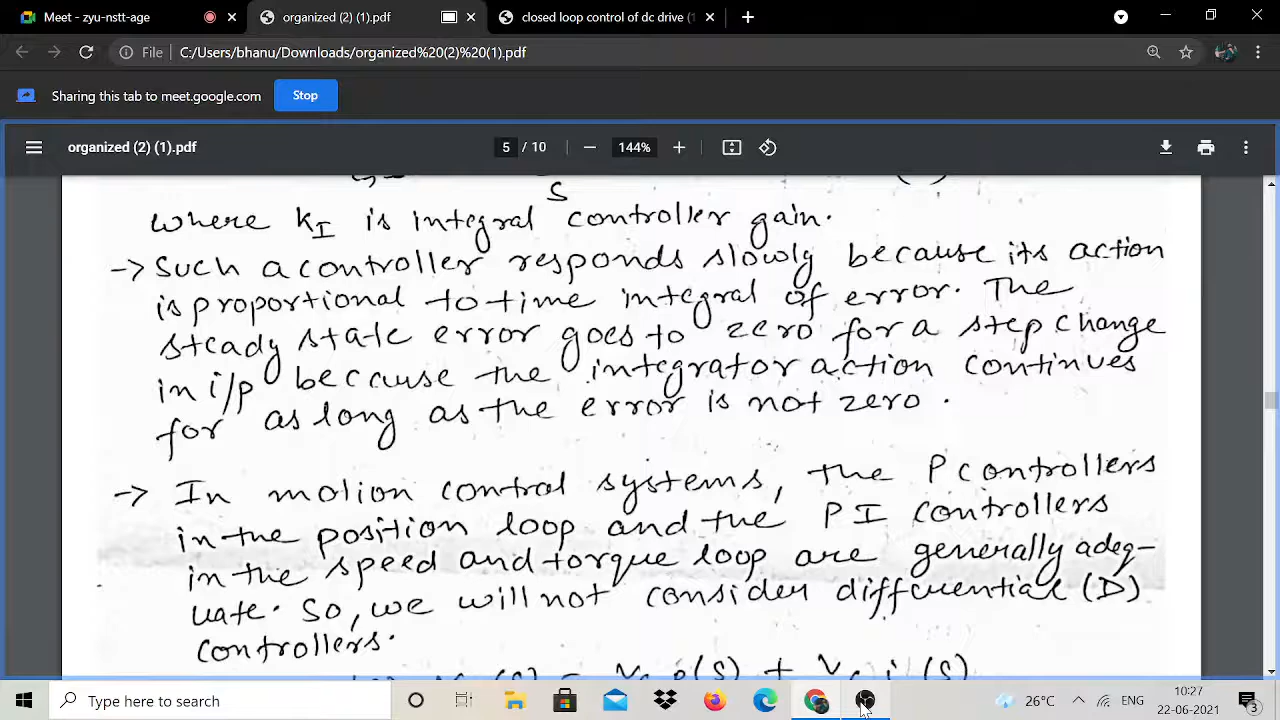 Meet - zyu-nstt-age
organized (2) (1).pdf
closed loop control of dc drive (1
File
C:/Users/bhanu/Downloads/organized%20(2)%20(1).pdf
Sharing this tab to meet.google.com
Stop
organized (2) (1).pdf
5 / 10
144%
S
where KI is integral controller gain.
-> Such a controller responds slowly because its action
is proportional to time integral of error. The
steady state error goes to zero for a step change
in i/p because the integrator action continues
for as long as the error is not zero.
-> In motion control systems, the P controllers
in the position loop and the PI controllers
in the speed and torque loop are generally adeq-
uate. So, we will not consider differential (D)
controllers.
Type here to search
26°C
ENG
10:27
22-06-2021
3